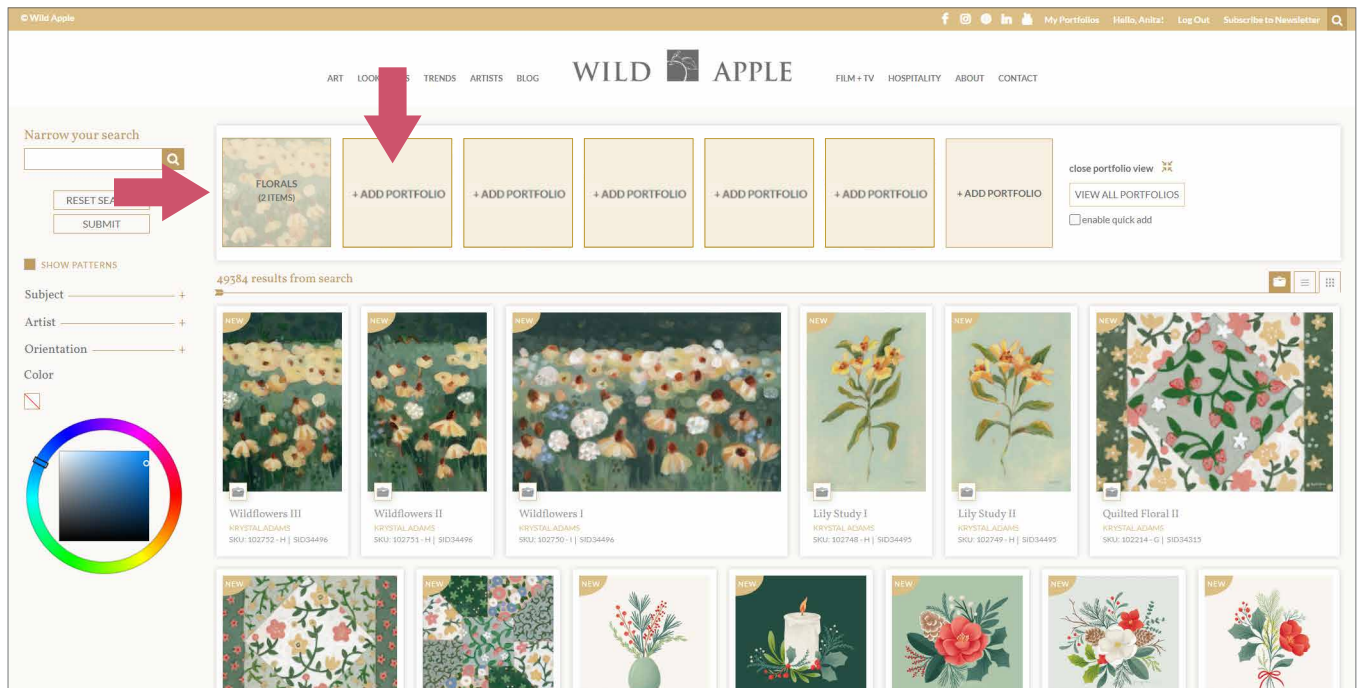 © Wild Apple
My Portfolios Hello, Anita! Log Out Subscribe to Newsletter
ART TRENDS ARTISTS BLOG WILD APPLE FILM + TV HOSPITALITY ABOUT CONTACT
Narrow your search
RESET
SUBMIT
SHOW PATTERNS
Subject
Artist
Orientation
Color
FLORALS
(2 ITEMS)
+ ADD PORTFOLIO
+ ADD PORTFOLIO
+ ADD PORTFOLIO
+ ADD PORTFOLIO
+ ADD PORTFOLIO
+ ADD PORTFOLIO
close portfolio view
VIEW ALL PORTFOLIOS
enable quick add
49384 results from search
NEW
Wildflowers III
KRYSTAL ADAMS
SKU: 102752 - H | SID34496
NEW
Wildflowers II
KRYSTAL ADAMS
SKU: 102751 - H | SID34496
NEW
Wildflowers I
KRYSTAL ADAMS
SKU: 102750 - I | SID34496
NEW
Lily Study I
KRYSTAL ADAMS
SKU: 102748 - H | SID34495
NEW
Lily Study II
KRYSTAL ADAMS
SKU: 102749 - H | SID34495
NEW
Quilted Floral II
KRYSTAL ADAMS
SKU: 102214 - G | SID34315
NEW
NEW
NEW
NEW
NEW
NEW
NEW